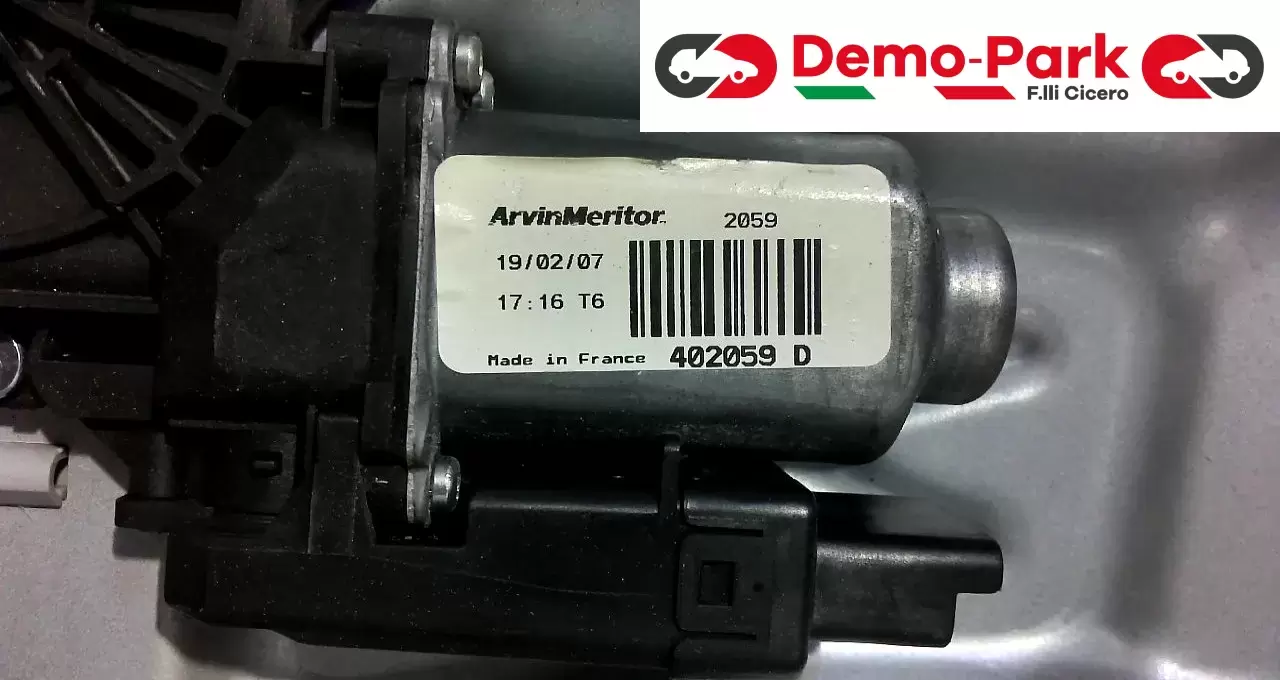 Demo-Park
F.lli Cicero
ArvinMeritor. 2059
19/02/07
17:16 T6
Made in France 402059 D